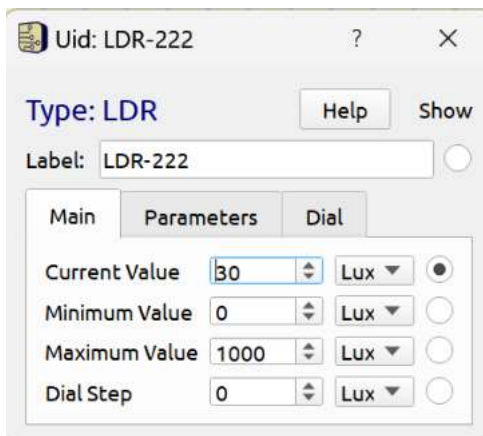 Uid: LDR-222 ? ×
Type: LDR Help Show
Label: LDR-222
Main Parameters Dial
Current Value 30 Lux
Minimum Value 0 Lux
Maximum Value 1000 Lux
Dial Step 0 Lux